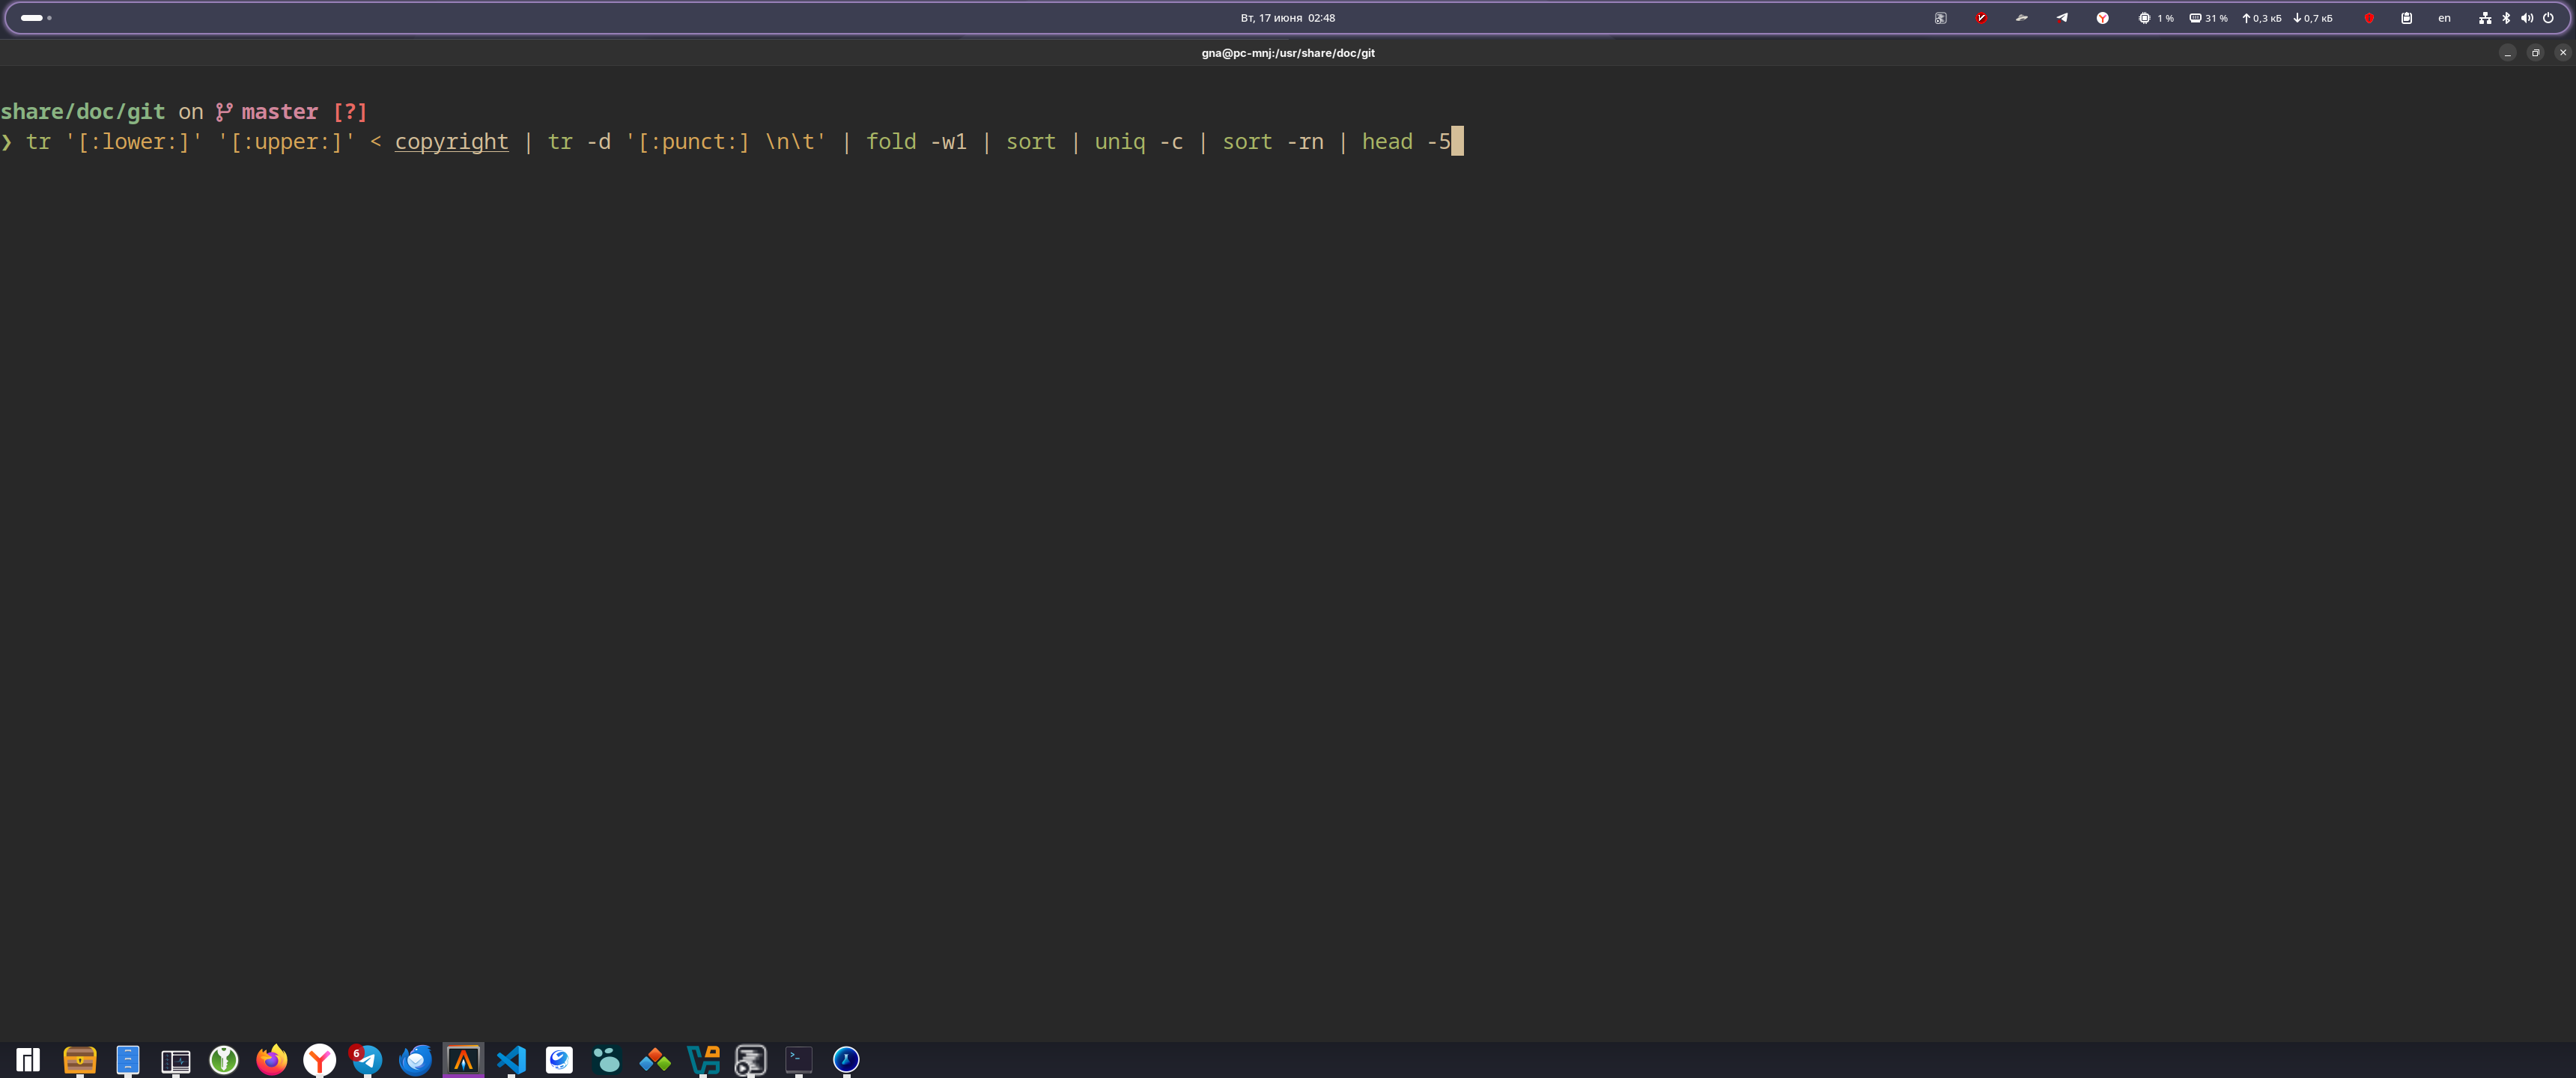 Вт, 17 июня 02:48
1 % 31 % 0,3 кБ 0,7 кБ en
gna@pc-mnj:/usr/share/doc/git
share/doc/git on master [?]
❯ tr '[:lower:]' '[:upper:]' < copyright | tr -d '[:punct:] \n\t' | fold -w1 | sort | uniq -c | sort -rn | head -5
6